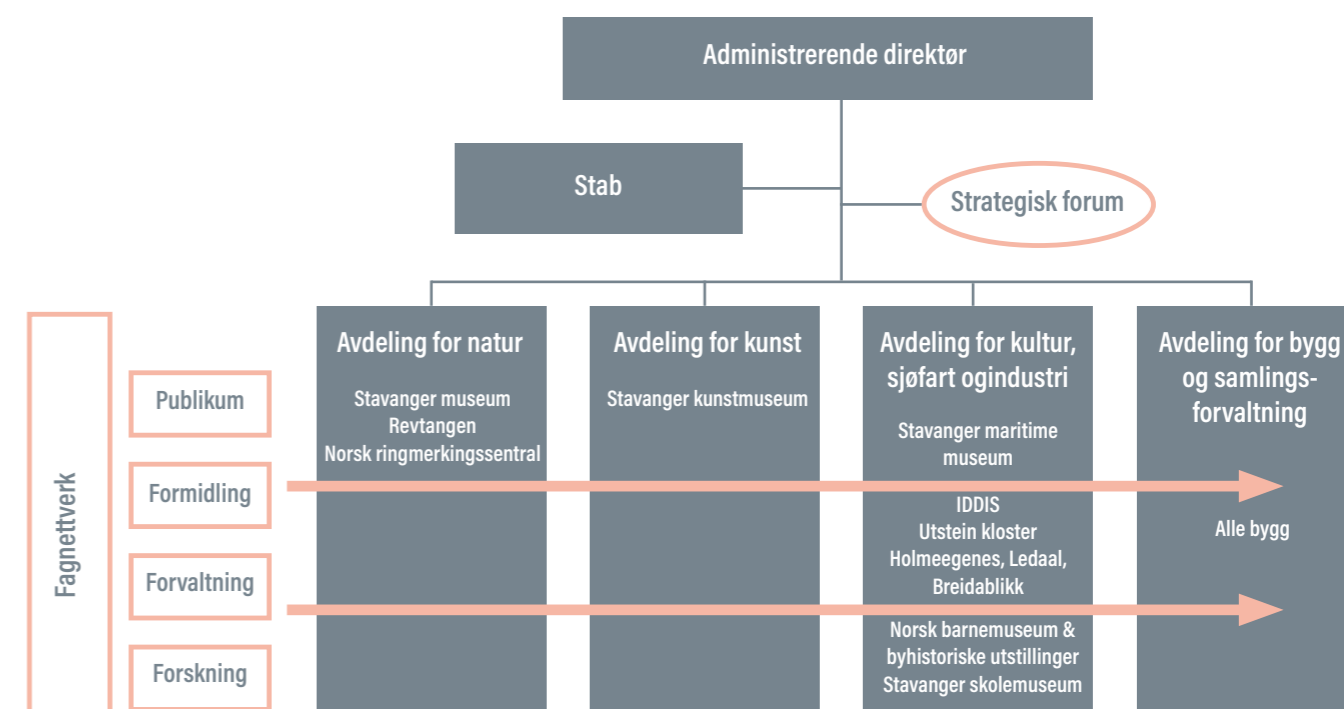 Administrerende direktør
Stab
Strategisk forum
Fagnettverk
Publikum
Formidling
Forvaltning
Forskning
Avdeling for natur
Stavanger museum
Revtangen
Norsk ringmerkingssentral
Avdeling for kunst
Stavanger kunstmuseum
Avdeling for kultur,
sjøfart ogindustri
Stavanger maritime
museum
IDDIS
Utstein kloster
Holmeegenes, Ledaal,
Breidablikk
Norsk barnemuseum &
byhistoriske utstillinger
Stavanger skolemuseum
Avdeling for bygg
og samlings-
forvaltning
Alle bygg